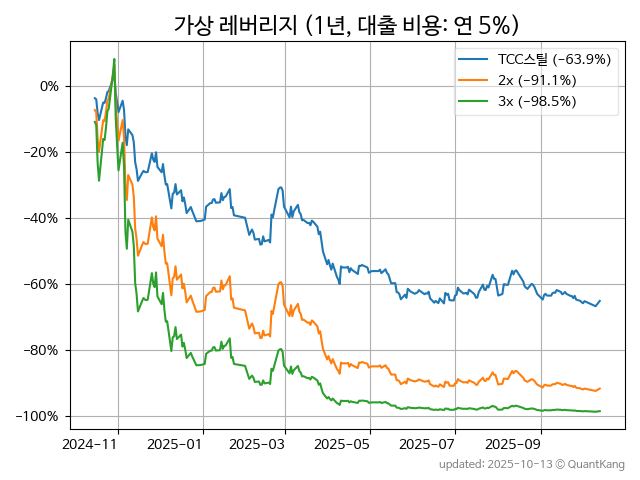 가상 레버리지 (1년, 대출 비용: 연 5%)
TCC스틸 (−63.9%)
2x (−91.1%)
3x (−98.5%)
0%
−20%
−40%
−60%
−80%
−100%
2024-11 2025-01 2025-03 2025-05 2025-07 2025-09
updated: 2025-10-13 © QuantKang